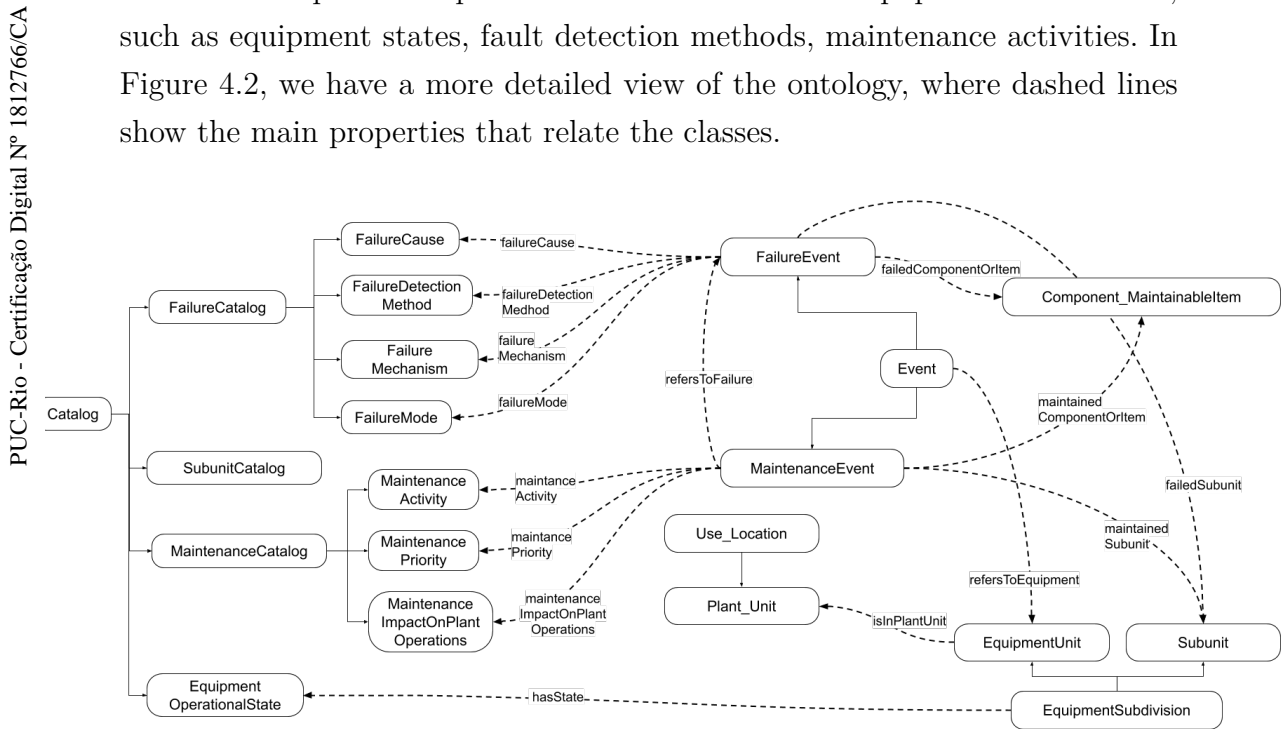 PUC-Rio - Certificação Digital Nº 1812766/CA
such as equipment states, fault detection methods, maintenance activities. In
Figure 4.2, we have a more detailed view of the ontology, where dashed lines
show the main properties that relate the classes.
FailureCause
failureCause
FailureEvent
failedComponentOrItem
FailureDetection
Method
failureDetection
Medhod
FailureCatalog
Component_MaintainableItem
Failure
Mechanism
failure
Mechanism
Event
refersToFailure
FailureMode
failureMode
maintained
ComponentOrItem
Catalog
SubunitCatalog
MaintenanceEvent
failedSubunit
Maintenance
Activity
maintance
Activity
maintained
Subunit
Use_Location
MaintenanceCatalog
Maintenance
Priority
maintance
Priority
refersToEquipment
Maintenance
ImpactOnPlant
Operations
maintenance
ImpactOnPlant
Operations
Plant_Unit
isInPlantUnit
EquipmentUnit
Subunit
Equipment
OperationalState
hasState
EquipmentSubdivision